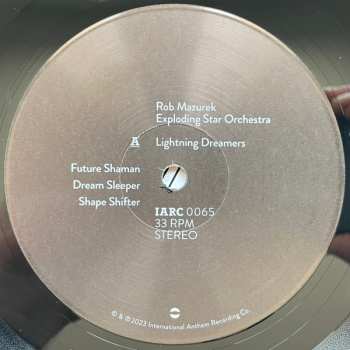 Rob Mazurek
Exploding Star Orchestra
A Lightning Dreamers
Future Shaman
Dream Sleeper
Shape Shifter
IARC 0065
33 RPM
STEREO
© & ℗ 2023 International Anthem Recording Co.